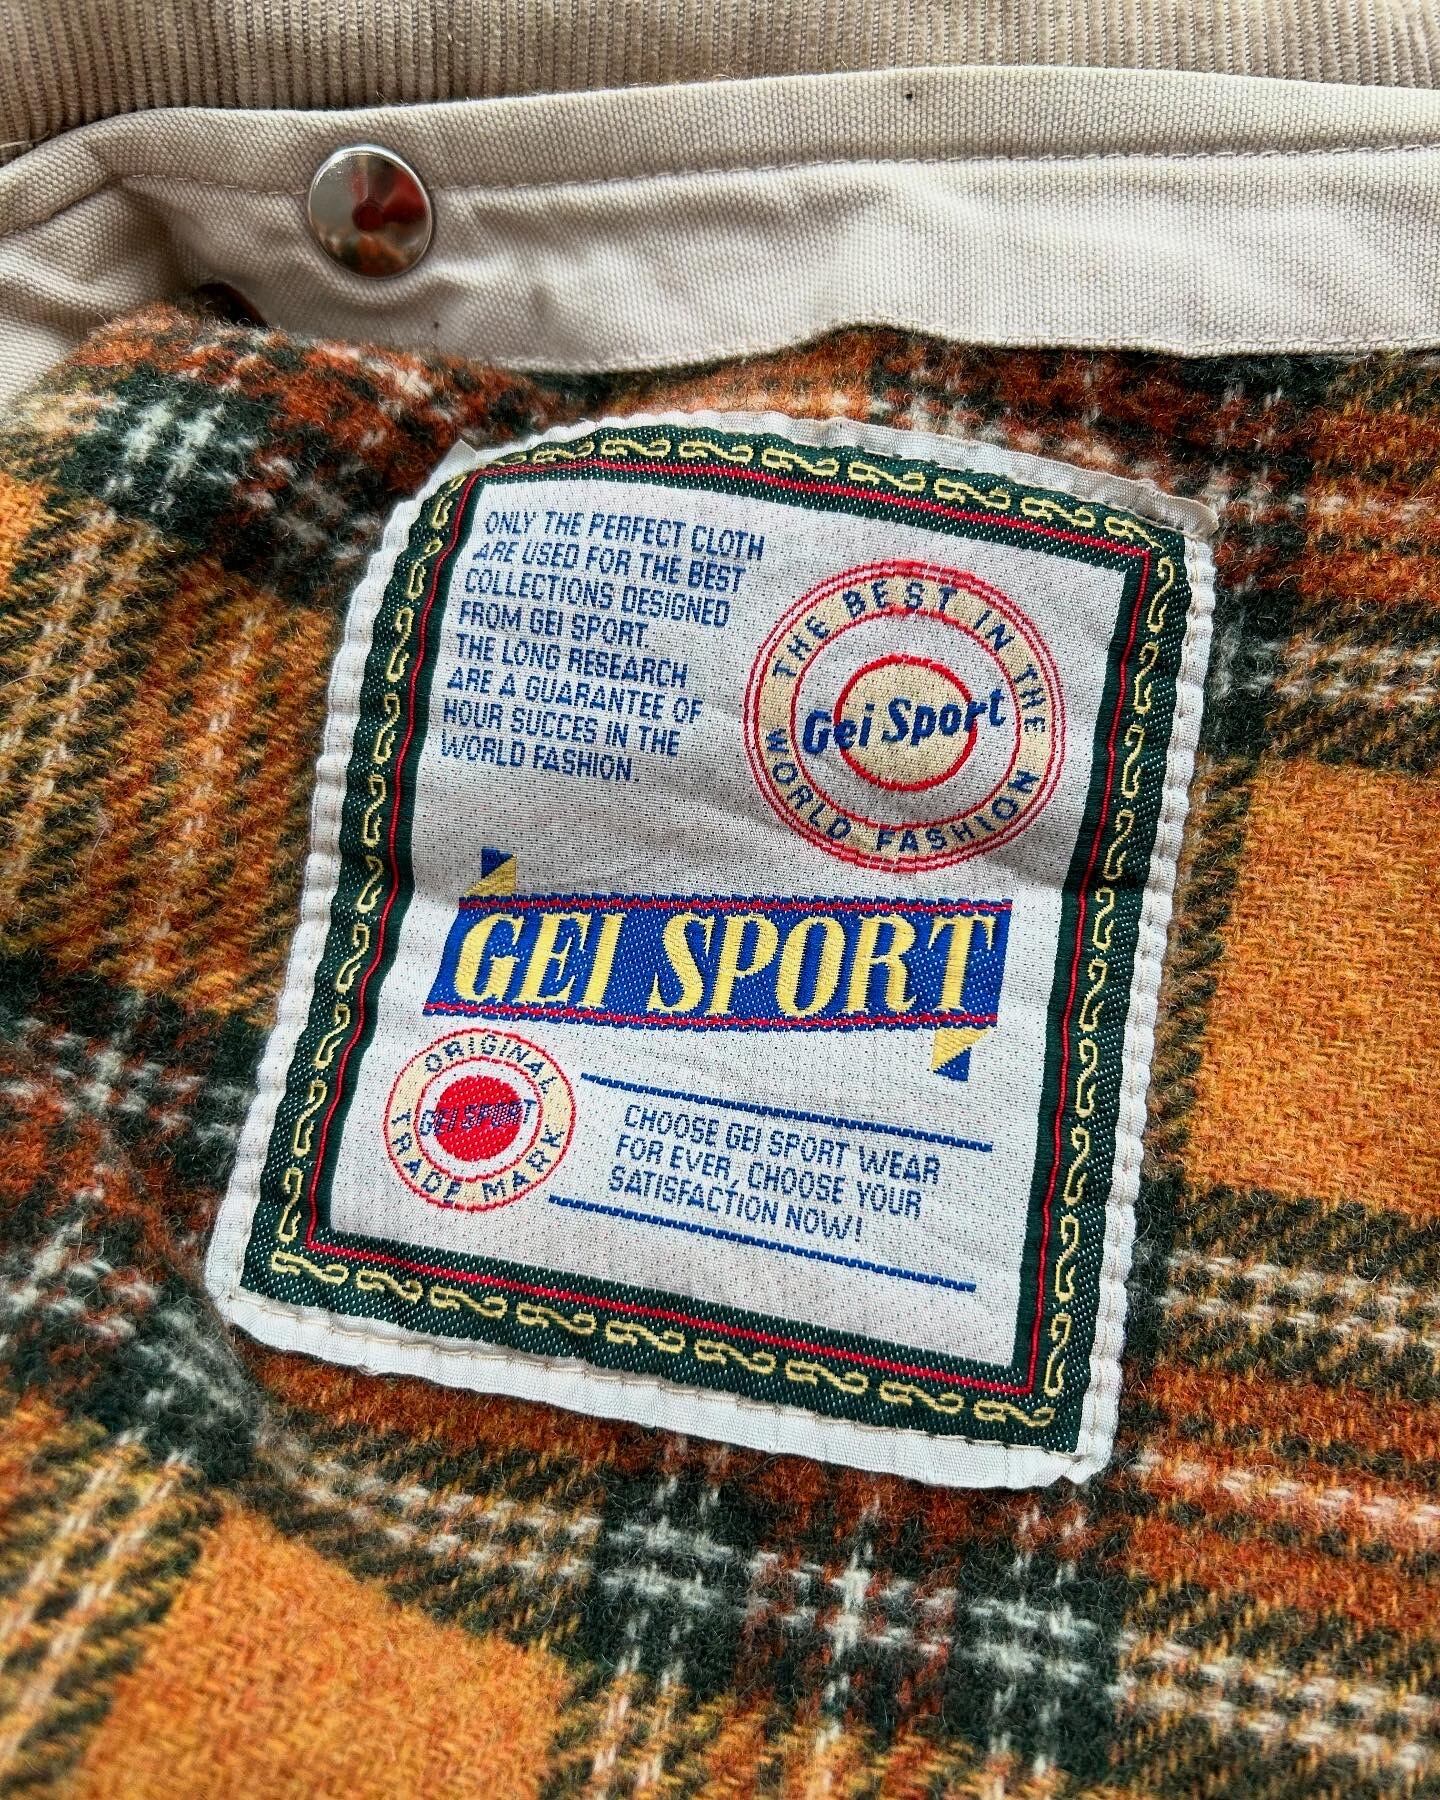 ONLY THE PERFECT CLOTH
ARE USED FOR THE BEST
COLLECTIONS DESIGNED
FROM GEI SPORT.
THE LONG RESEARCH
ARE A GUARANTEE OF
HOUR SUCCES IN THE
WORLD FASHION.
THE BEST IN THE
WORLD FASHION
Gei Sport
GEI SPORT
ORIGINAL
GEI SPORT
TRADE MARK
CHOOSE GEI SPORT WEAR
FOR EVER, CHOOSE YOUR
SATISFACTION NOW!